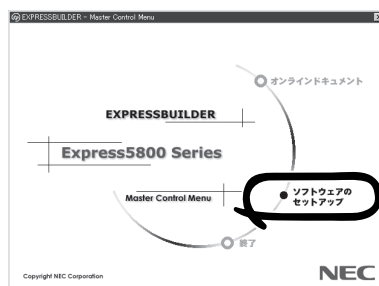 EXPRESSBUILDER - Master Control Menu
オンラインドキュメント
EXPRESSBUILDER
Express5800 Series
Master Control Menu
ソフトウェアの
セットアップ
終了
Copyright NEC Corporation
NEC